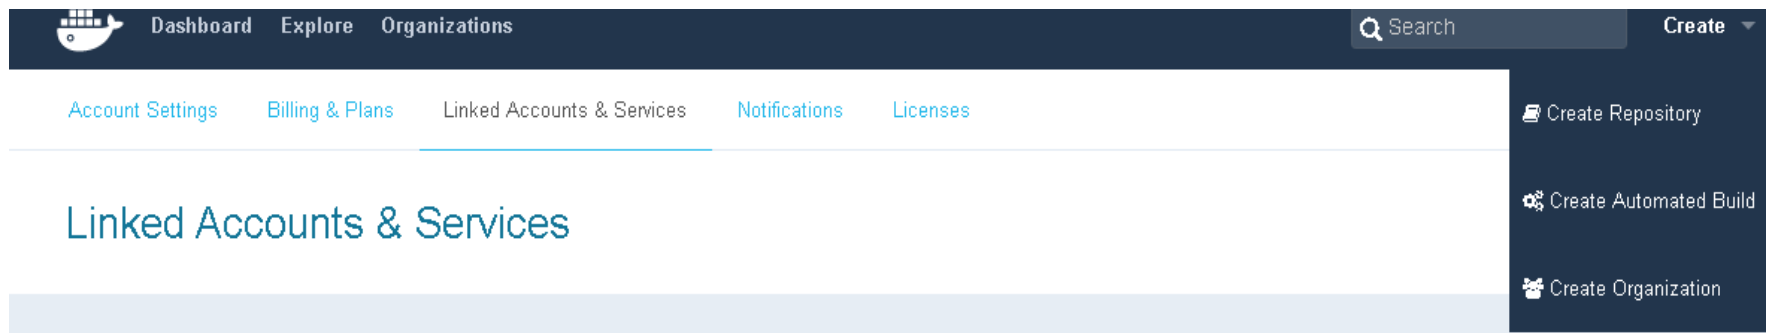 Dashboard Explore Organizations Search Create
Account Settings Billing & Plans Linked Accounts & Services Notifications Licenses
Create Repository
Create Automated Build
Linked Accounts & Services
Create Organization